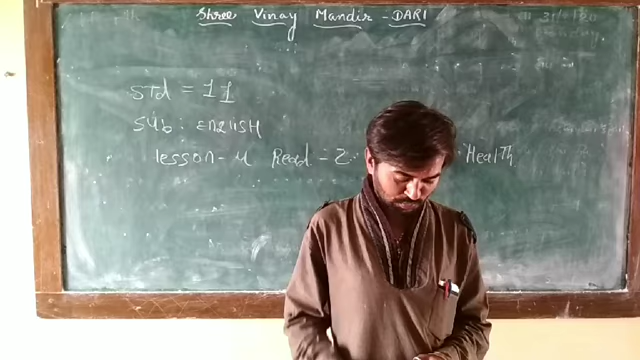 Shree Vinay Mandir - DARI
Std = 11
Sub : ENGLISH
lesson - 4 Read - 2 Health